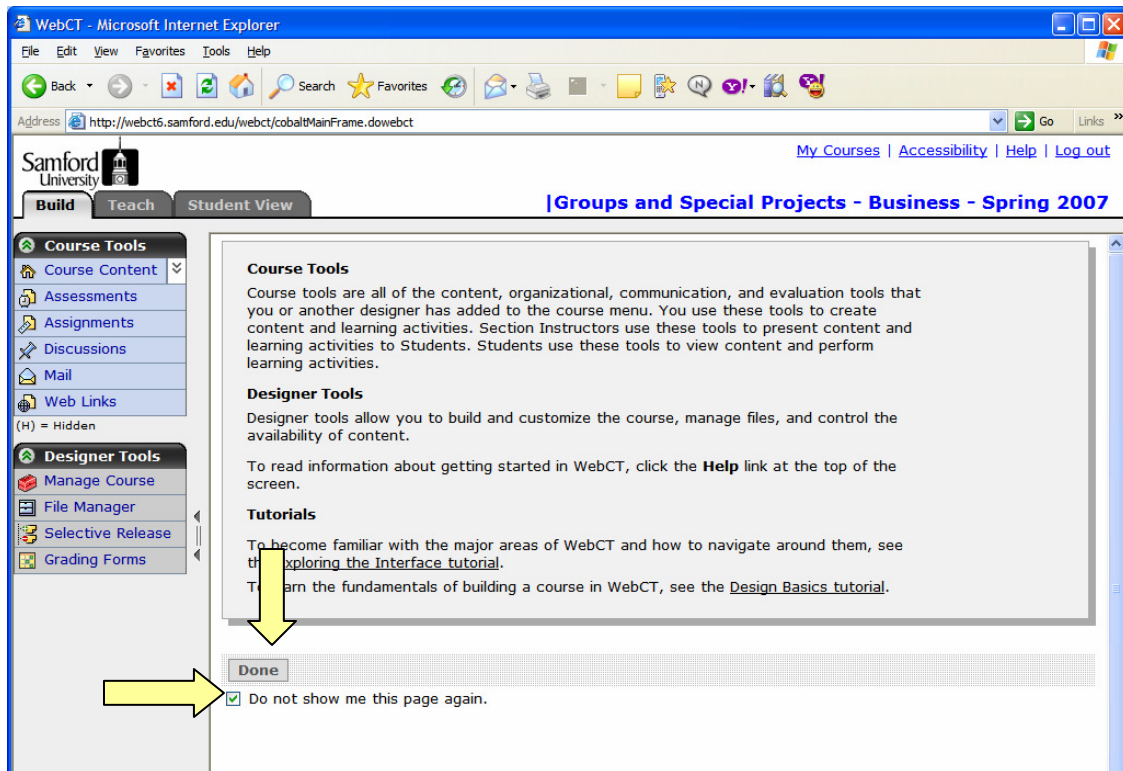 WebCT - Microsoft Internet Explorer
File Edit View Favorites Tools Help
Back Search Favorites
Address http://webct6.samford.edu/webct/cobaltMainFrame.dowebct Go Links »
Samford
University
My Courses | Accessibility | Help | Log out
Build Teach Student View
|Groups and Special Projects - Business - Spring 2007
Course Tools
Course Content
Assessments
Assignments
Discussions
Mail
Web Links
(H) = Hidden
Designer Tools
Manage Course
File Manager
Selective Release
Grading Forms
Course Tools
Course tools are all of the content, organizational, communication, and evaluation tools that
you or another designer has added to the course menu. You use these tools to create
content and learning activities. Section Instructors use these tools to present content and
learning activities to Students. Students use these tools to view content and perform
learning activities.
Designer Tools
Designer tools allow you to build and customize the course, manage files, and control the
availability of content.
To read information about getting started in WebCT, click the Help link at the top of the
screen.
Tutorials
To become familiar with the major areas of WebCT and how to navigate around them, see
the Exploring the Interface tutorial.
To learn the fundamentals of building a course in WebCT, see the Design Basics tutorial.
Done
Do not show me this page again.